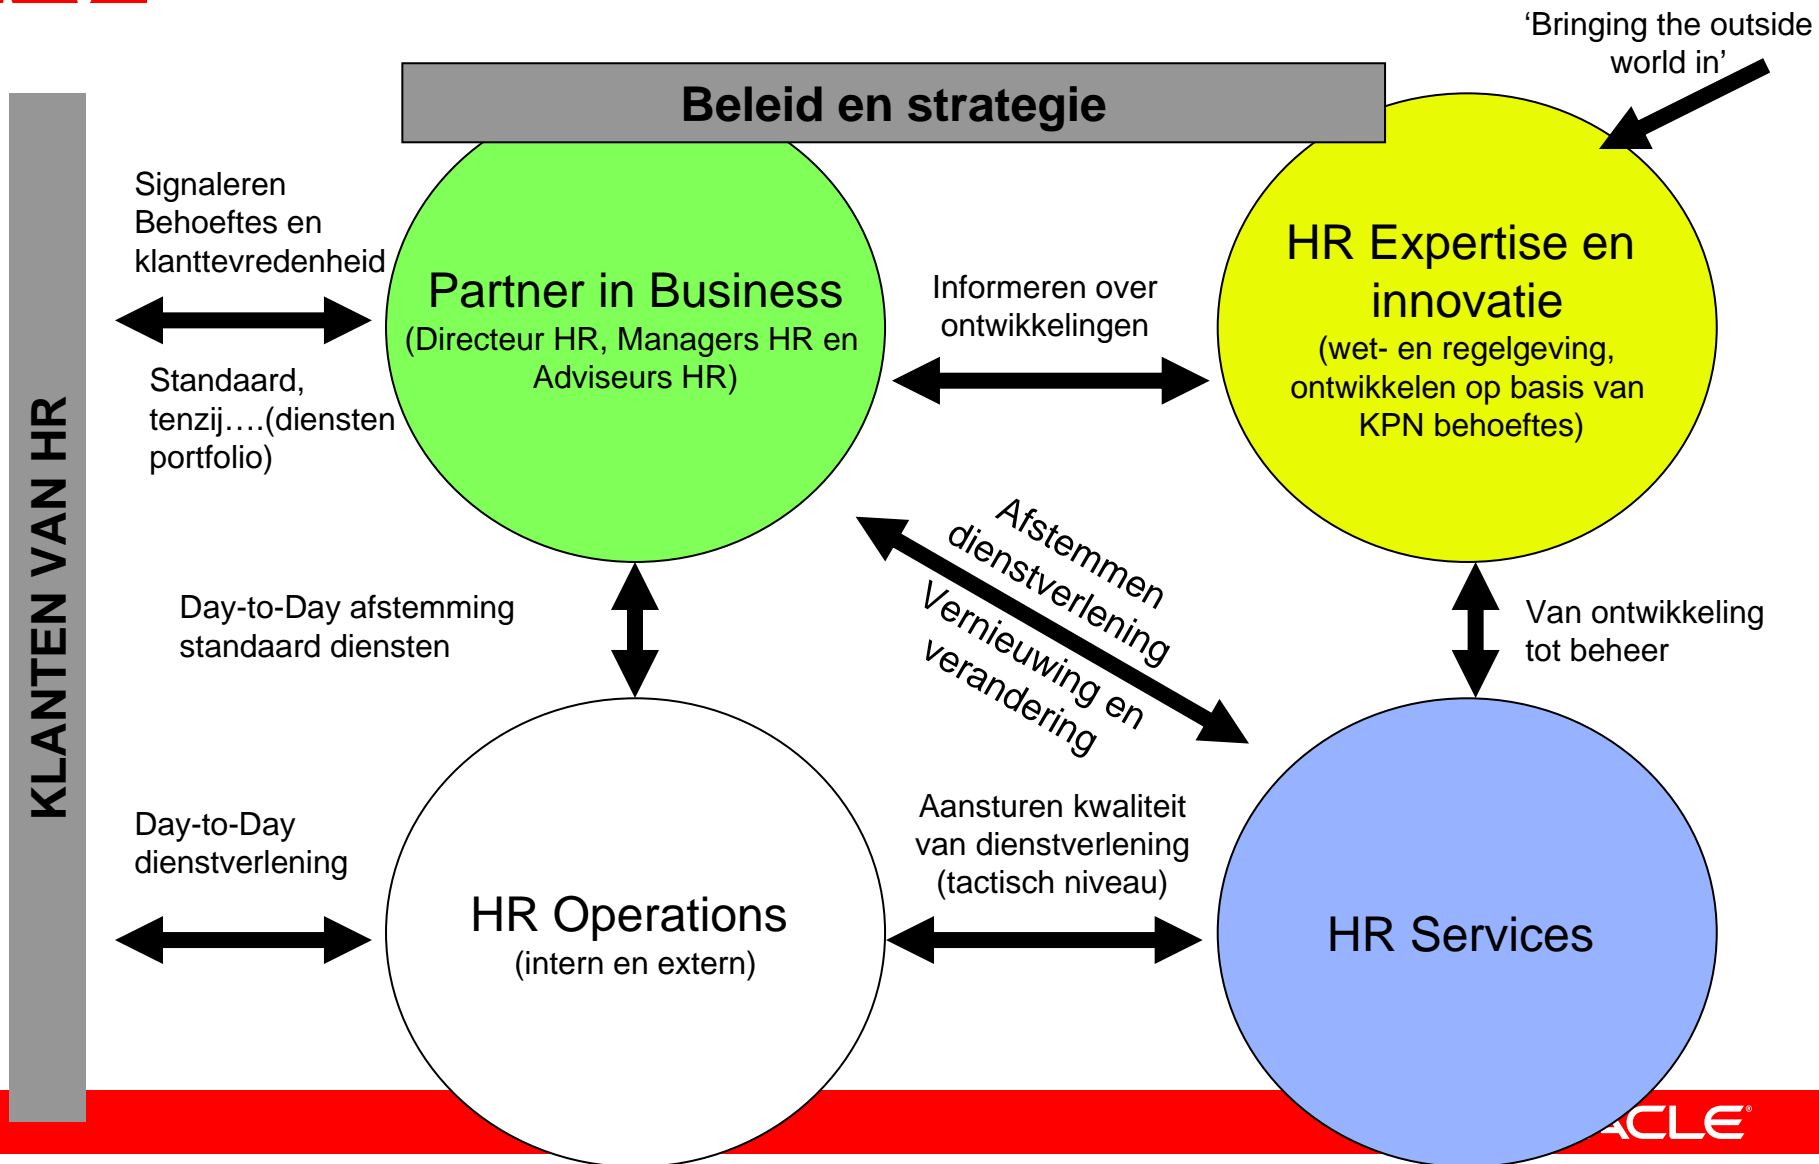 ‘Bringing the outside
world in’
Beleid en strategie
KLANTEN VAN HR
Signaleren
Behoeftes en
klanttevredenheid
Standaard,
tenzij….(diensten
portfolio)
Partner in Business
(Directeur HR, Managers HR en
Adviseurs HR)
Informeren over
ontwikkelingen
HR Expertise en
innovatie
(wet- en regelgeving,
ontwikkelen op basis van
KPN behoeftes)
Day-to-Day afstemming
standaard diensten
Afstemmen
dienstverlening
Vernieuwing en
verandering
Van ontwikkeling
tot beheer
Day-to-Day
dienstverlening
HR Operations
(intern en extern)
Aansturen kwaliteit
van dienstverlening
(tactisch niveau)
HR Services
ACLE®